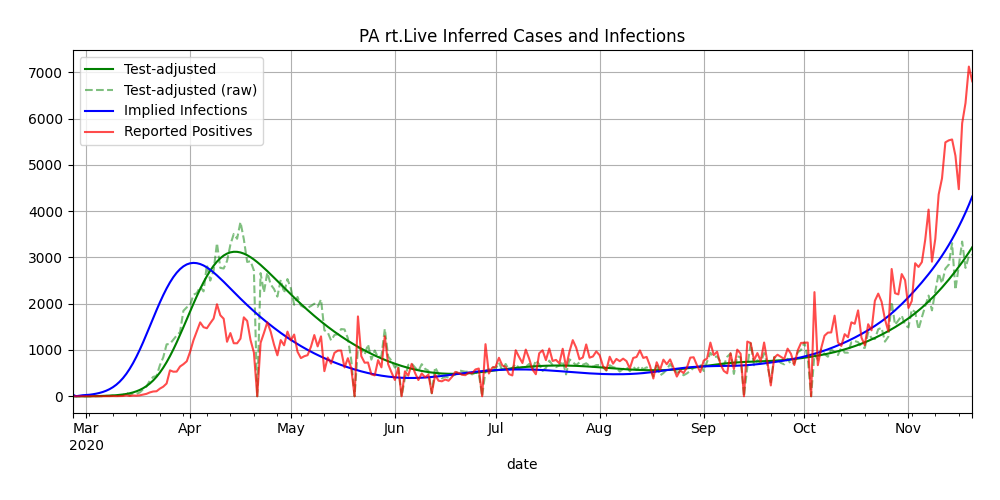 PA rt.Live Inferred Cases and Infections
Test-adjusted
Test-adjusted (raw)
Implied Infections
Reported Positives
7000
6000
5000
4000
3000
2000
1000
0
Mar Apr May Jun Jul Aug Sep Oct Nov
2020
date